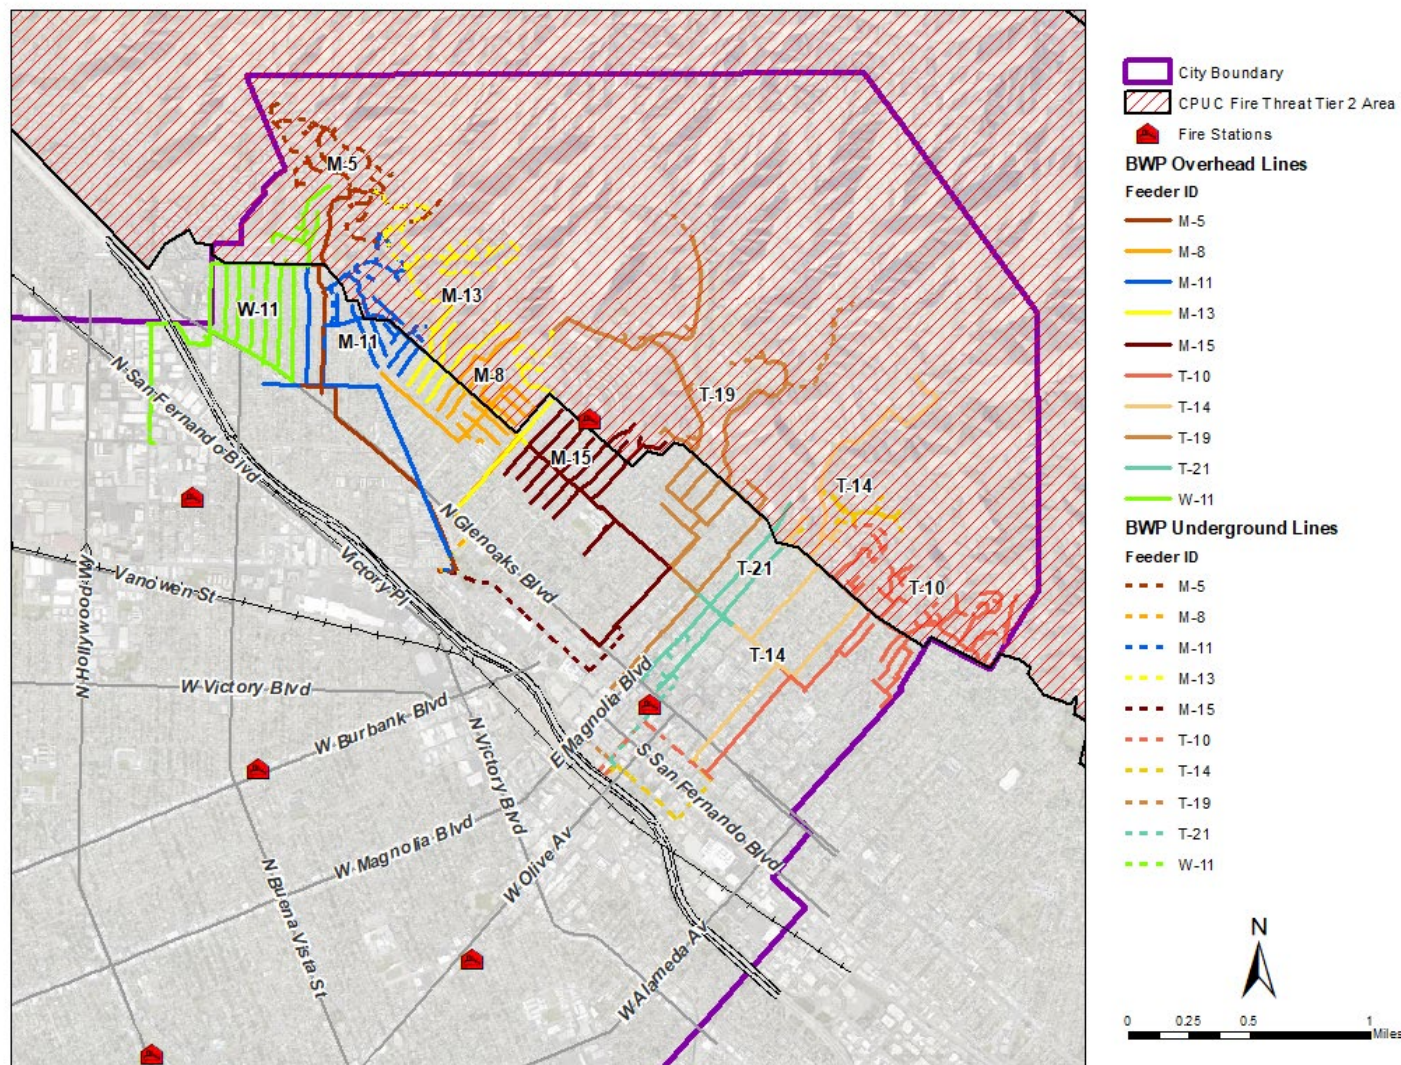 M-5
W-11
M-11
M-13
M-8
T-19
M-15
T-14
T-21
T-10
T-14
N San Fernando Blvd
N Glenoaks Blvd
Victory Pl
Vanowen St
N Hollywood Wy
W Victory Blvd
W Burbank Blvd
N Victory Blvd
E Magnolia Blvd
S San Fernando Blvd
W Magnolia Blvd
W Olive Av
N Buena Vista St
W Alameda Av
City Boundary
CPUC Fire Threat Tier 2 Area
Fire Stations
BWP Overhead Lines
Feeder ID
M-5
M-8
M-11
M-13
M-15
T-10
T-14
T-19
T-21
W-11
BWP Underground Lines
Feeder ID
M-5
M-8
M-11
M-13
M-15
T-10
T-14
T-19
T-21
W-11
N
0 0.25 0.5 1
Miles